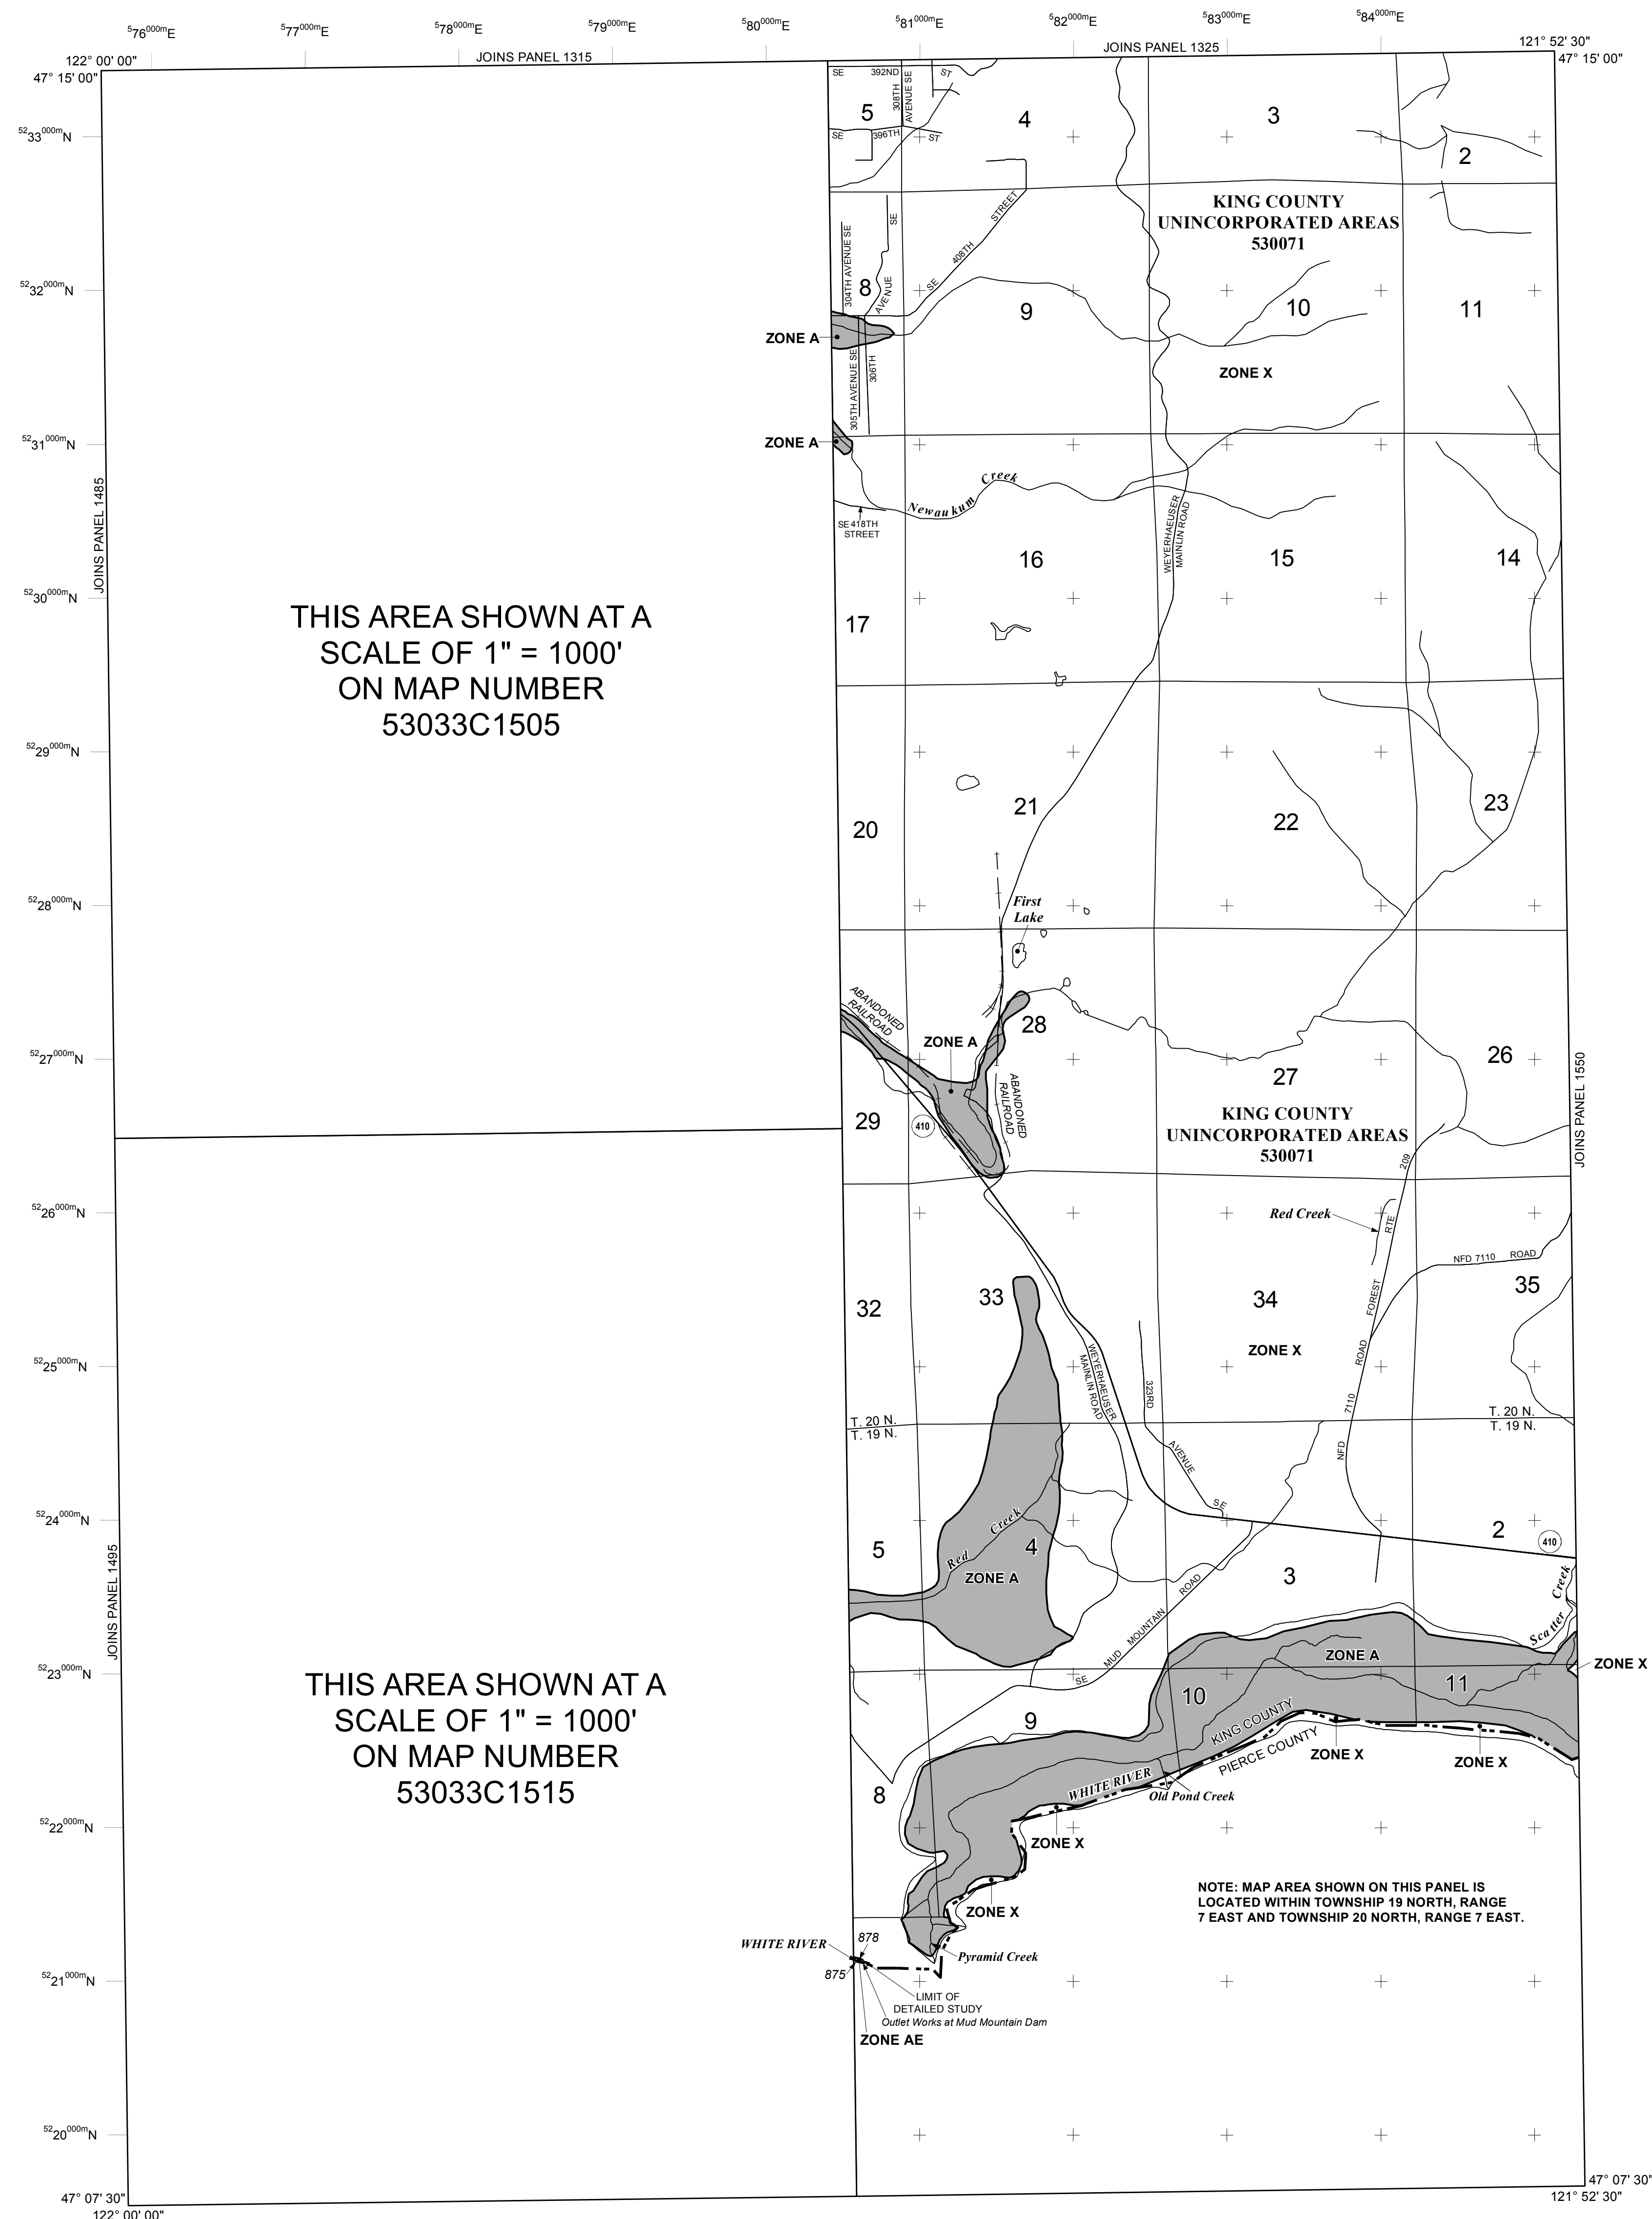 576000mE
577000mE
578000mE
579000mE
580000mE
581000mE
582000mE
583000mE
584000mE
JOINS PANEL 1315
JOINS PANEL 1325
122° 00' 00"
47° 15' 00"
121° 52' 30"
47° 15' 00"
SE 392ND ST
308TH
AVENUE SE
5
4
3
5233000mN
SE 396TH ST
2
KING COUNTY
UNINCORPORATED AREAS
530071
SE
STREET
304TH AVENUE SE
408TH
5232000mN
8
AVENUE
SE
9
10
11
ZONE A
305TH AVENUE SE
306TH
ZONE X
5231000mN
ZONE A
Newaukum Creek
JOINS PANEL 1485
SE 418TH
STREET
WEYERHAEUSER
MAINLIN ROAD
16
15
14
5230000mN
THIS AREA SHOWN AT A
SCALE OF 1" = 1000'
ON MAP NUMBER
53033C1505
17
5229000mN
20
21
22
23
5228000mN
First
Lake
ABANDONED
RAILROAD
28
ZONE A
5227000mN
26
27
ABANDONED
RAILROAD
29
410
KING COUNTY
UNINCORPORATED AREAS
530071
JOINS PANEL 1550
209
5226000mN
Red Creek
RTE
NFD 7110 ROAD
32
33
34
FOREST
35
5225000mN
ZONE X
ROAD
WEYERHAEUSER
MAINLIN ROAD
323RD
7110
T. 20 N.
T. 19 N.
T. 20 N.
T. 19 N.
AVENUE
NFD
SE
5224000mN
Red Creek
5
4
2
410
ZONE A
3
JOINS PANEL 1495
Scatter Creek
SE MUD MOUNTAIN ROAD
5223000mN
ZONE A
ZONE X
THIS AREA SHOWN AT A
SCALE OF 1" = 1000'
ON MAP NUMBER
53033C1515
10
11
9
KING COUNTY
PIERCE COUNTY
ZONE X
ZONE X
8
WHITE RIVER
Old Pond Creek
5222000mN
ZONE X
NOTE: MAP AREA SHOWN ON THIS PANEL IS
LOCATED WITHIN TOWNSHIP 19 NORTH, RANGE
7 EAST AND TOWNSHIP 20 NORTH, RANGE 7 EAST.
ZONE X
878
WHITE RIVER
Pyramid Creek
875
5221000mN
LIMIT OF
DETAILED STUDY
Outlet Works at Mud Mountain Dam
ZONE AE
5220000mN
47° 07' 30"
122° 00' 00"
47° 07' 30"
121° 52' 30"